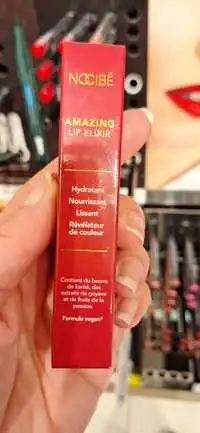 NOCIBÉ
AMAZING
LIP ELIXIR
Hydratant
Nourrissant
Lissant
Révélateur
de couleur
Contient du beurre
de karité, des
extraits de goyave
et de fruits de la
passion.
Formule vegan*